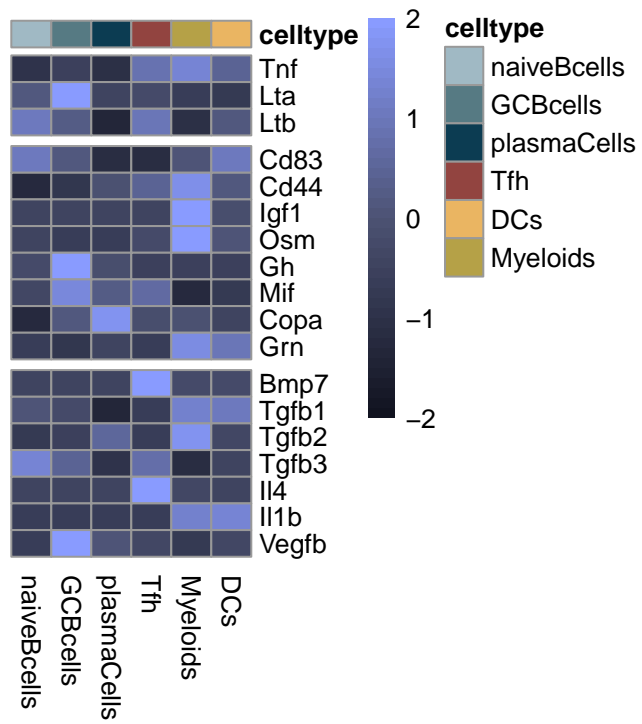 celltype
Tnf
Lta
Ltb
Cd83
Cd44
Igf1
Osm
Gh
Mif
Copa
Grn
Bmp7
Tgfb1
Tgfb2
Tgfb3
Il4
Il1b
Vegfb
naiveBcells
GCBcells
plasmaCells
Tfh
Myeloids
DCs
2
1
0
−1
−2
celltype
naiveBcells
GCBcells
plasmaCells
Tfh
DCs
Myeloids